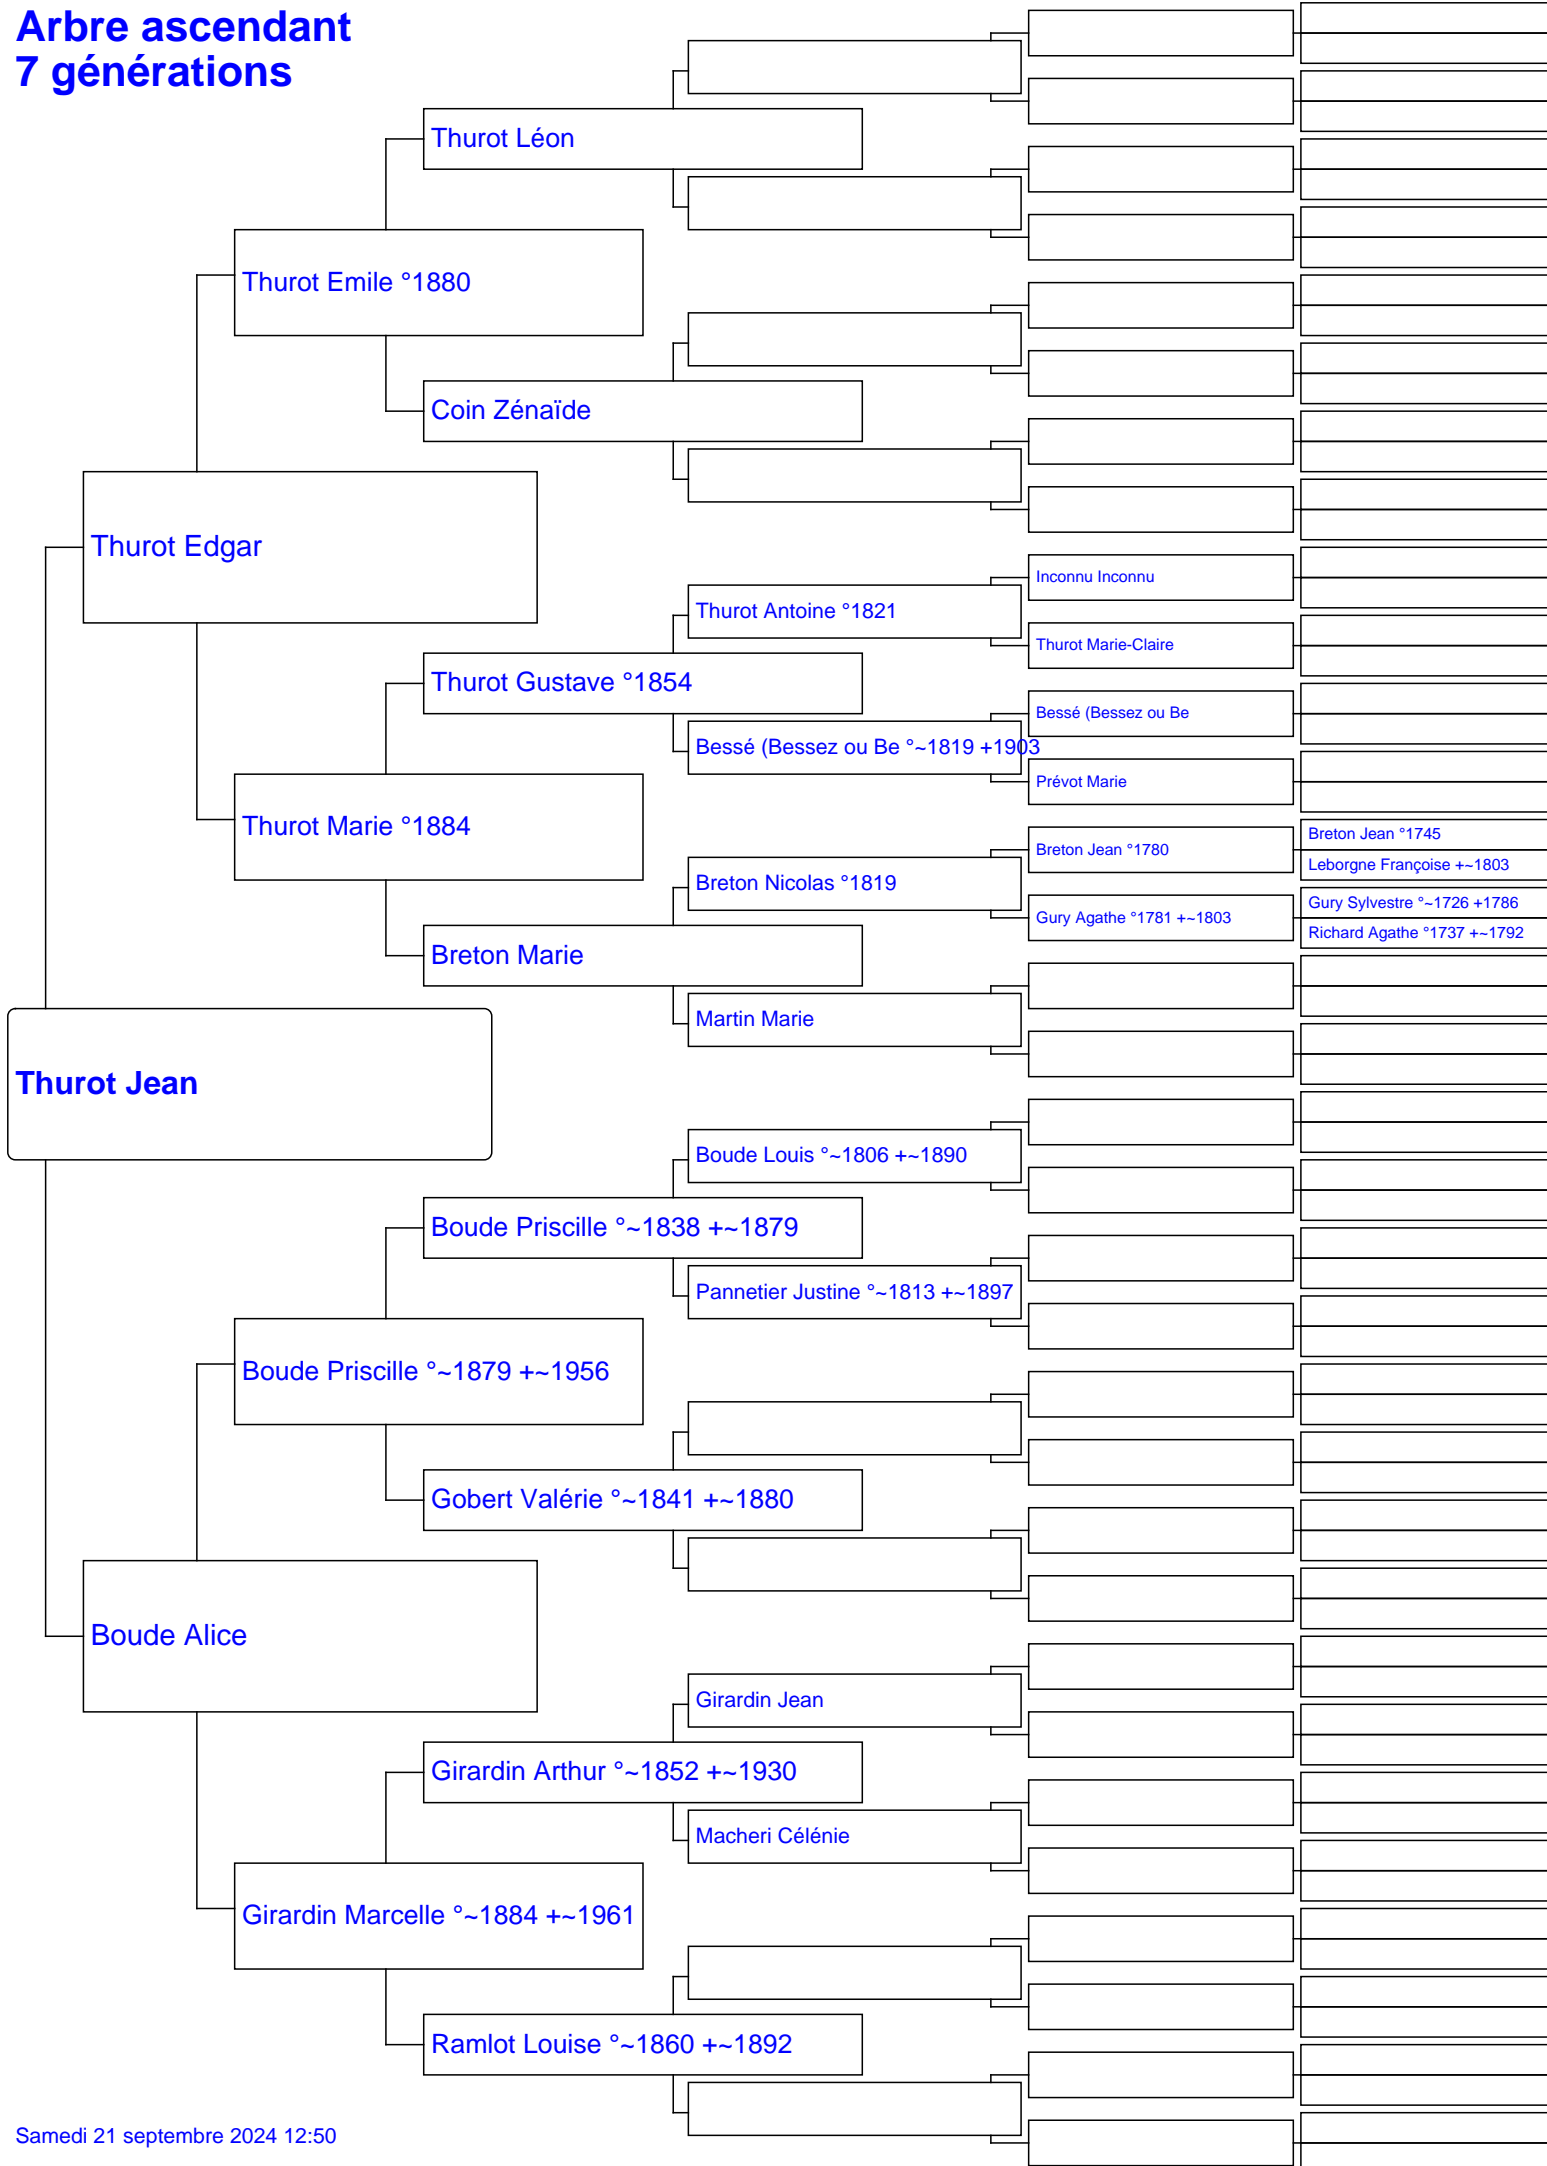 Arbre ascendant
7 générations
Thurot Léon
Thurot Emile °1880
Coin Zénaïde
Thurot Edgar
Inconnu Inconnu
Thurot Antoine °1821
Thurot Marie-Claire
Thurot Gustave °1854
Bessé (Bessez ou Be
Bessé (Bessez ou Be °~1819 +1903
Prévot Marie
Thurot Marie °1884
Breton Jean °1745
Breton Jean °1780
Leborgne Françoise +~1803
Breton Nicolas °1819
Gury Sylvestre °~1726 +1786
Gury Agathe °1781 +~1803
Richard Agathe °1737 +~1792
Breton Marie
Martin Marie
Thurot Jean
Boude Louis °~1806 +~1890
Boude Priscille °~1838 +~1879
Pannetier Justine °~1813 +~1897
Boude Priscille °~1879 +~1956
Gobert Valérie °~1841 +~1880
Boude Alice
Girardin Jean
Girardin Arthur °~1852 +~1930
Macheri Célénie
Girardin Marcelle °~1884 +~1961
Ramlot Louise °~1860 +~1892
Samedi 21 septembre 2024 12:50